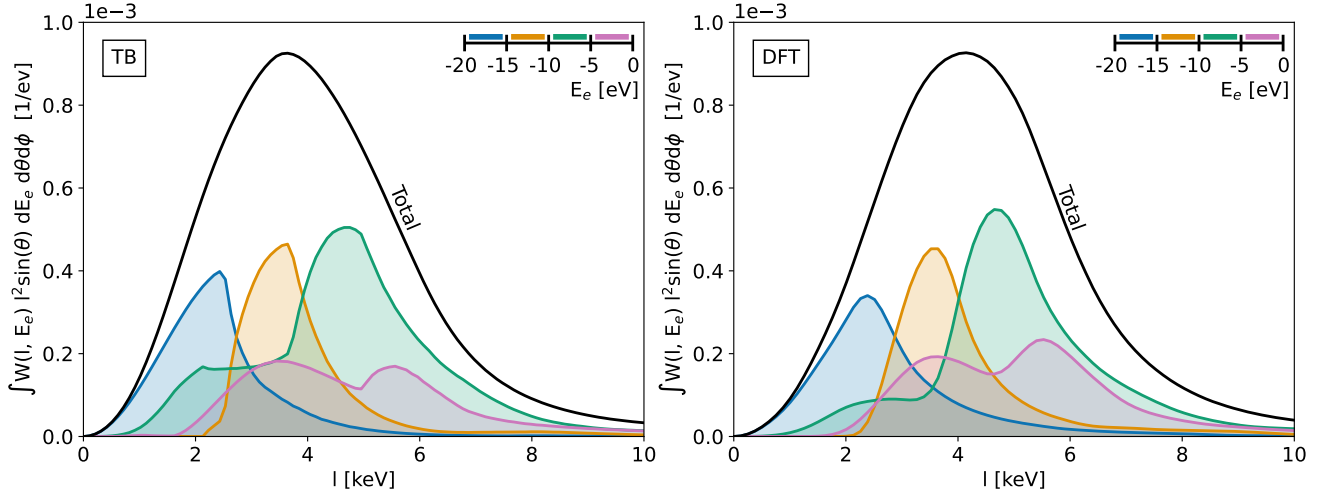 1e−3
TB
Total
-20 -15 -10 -5 0
E_e [eV]
∫W(l, E_e) l²sin(θ) dE_e dθdϕ [1/ev]
1.0
0.8
0.6
0.4
0.2
0.0
0 2 4 6 8 10
l [keV]
1e−3
DFT
Total
-20 -15 -10 -5 0
E_e [eV]
∫W(l, E_e) l²sin(θ) dE_e dθdϕ [1/ev]
1.0
0.8
0.6
0.4
0.2
0.0
0 2 4 6 8 10
l [keV]